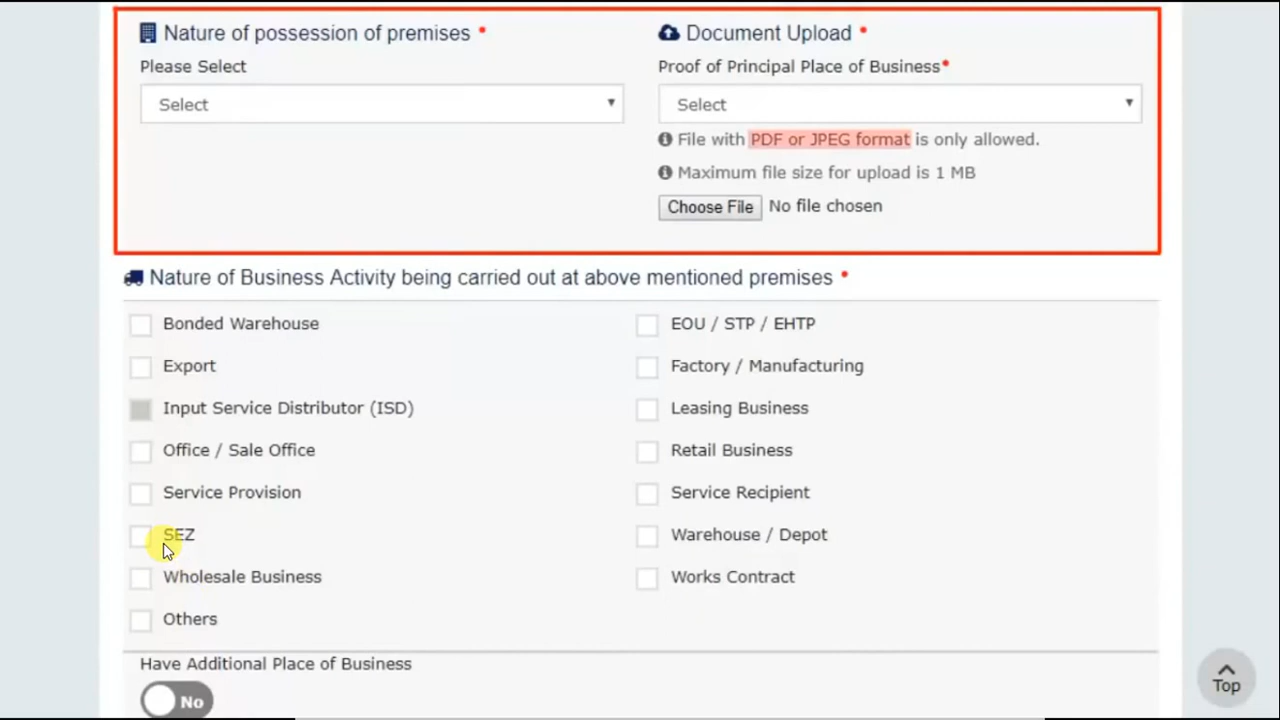 Nature of possession of premises *
Please Select
Select
Document Upload *
Proof of Principal Place of Business*
Select
File with PDF or JPEG format is only allowed.
Maximum file size for upload is 1 MB
Choose File No file chosen
Nature of Business Activity being carried out at above mentioned premises *
Bonded Warehouse
EOU / STP / EHTP
Export
Factory / Manufacturing
Input Service Distributor (ISD)
Leasing Business
Office / Sale Office
Retail Business
Service Provision
Service Recipient
SEZ
Warehouse / Depot
Wholesale Business
Works Contract
Others
Have Additional Place of Business
No
Top